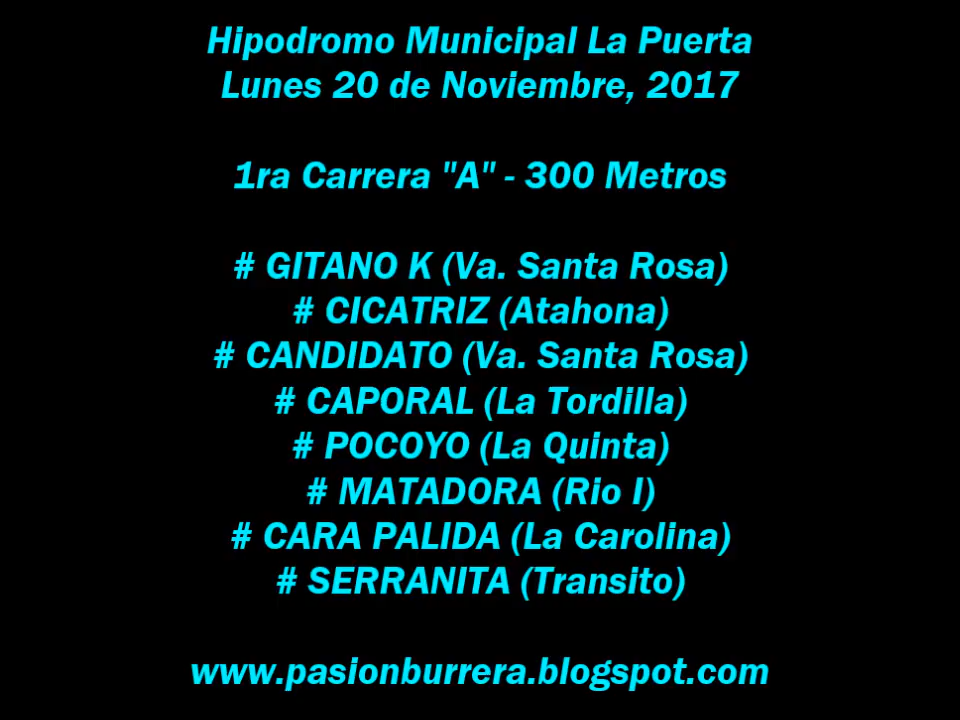 Hipodromo Municipal La Puerta
Lunes 20 de Noviembre, 2017
1ra Carrera "A" - 300 Metros
# GITANO K (Va. Santa Rosa)
# CICATRIZ (Atahona)
# CANDIDATO (Va. Santa Rosa)
# CAPORAL (La Tordilla)
# POCOYO (La Quinta)
# MATADORA (Rio I)
# CARA PALIDA (La Carolina)
# SERRANITA (Transito)
www.pasionburrera.blogspot.com